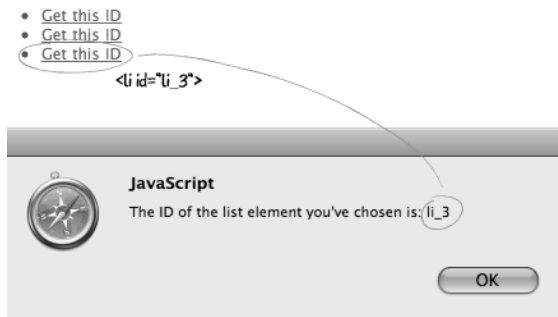 Get this ID
Get this ID
Get this ID
<li id="li_3">
JavaScript
The ID of the list element you've chosen is: li_3
OK